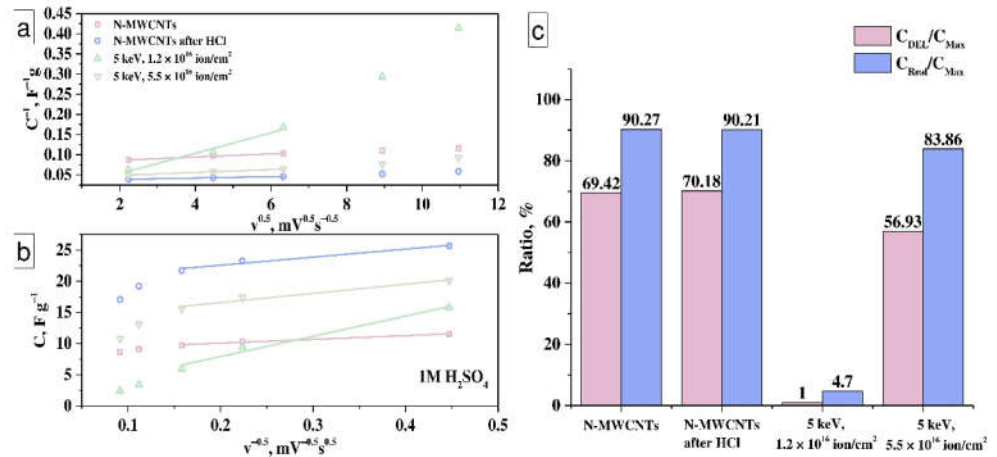 a
N-MWCNTs
N-MWCNTs after HCl
5 keV, 1.2 × 10¹⁶ ion/cm²
5 keV, 5.5 × 10¹⁶ ion/cm²
C⁻¹, F⁻¹g
0.45
0.40
0.35
0.30
0.25
0.20
0.15
0.10
0.05
0 2 4 6 8 10 12
v⁰·⁵, mV⁰·⁵s⁻⁰·⁵
b
C, F g⁻¹
25
20
15
10
5
0
1M H₂SO₄
0.1 0.2 0.3 0.4 0.5
v⁻⁰·⁵, mV⁻⁰·⁵s⁰·⁵
c
C_DEL/C_Max
C_Real/C_Max
Ratio, %
100
80
60
40
20
0
69.42 90.27
70.18 90.21
1 4.7
56.93 83.86
N-MWCNTs
N-MWCNTs
after HCl
5 keV,
1.2 × 10¹⁶ ion/cm²
5 keV,
5.5 × 10¹⁶ ion/cm²